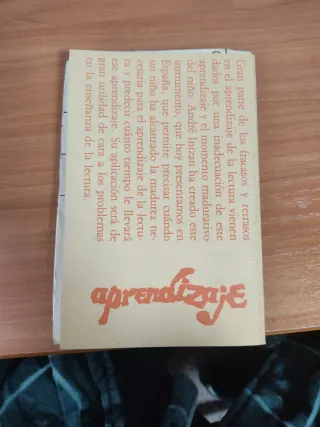 Gran parte de los fracasos y retrasos
en el aprendizaje de la lectura vienen
dados por una inadecuación de este
aprendizaje y el momento madurativo
del niño. André Inizan ha creado este
instrumento, que hoy presentamos en
España, que permite precisar cuándo
un niño ha alcanzado la madurez ne-
cesaria para el aprendizaje de la lectu-
ra y predecir cuánto tiempo le llevará
ese aprendizaje. Su aplicación será de
gran utilidad de cara a los problemas
en la enseñanza de la lectura.
aprendizaje